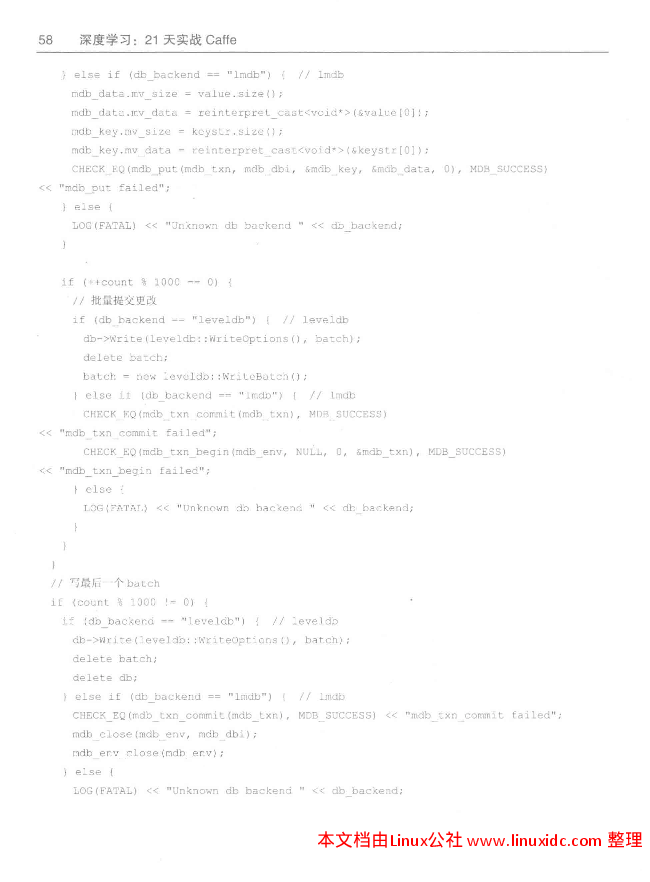 58 深度学习：21 天实战 Caffe
} else if (db_backend == "lmdb") { // lmdb
mdb_data.mv_size = value.size();
mdb_data.mv_data = reinterpret_cast<void*>(&value[0]);
mdb_key.mv_size = keystr.size();
mdb_key.mv_data = reinterpret_cast<void*>(&keystr[0]);
CHECK_EQ(mdb_put(mdb_txn, mdb_dbi, &mdb_key, &mdb_data, 0), MDB_SUCCESS)
<< "mdb_put failed";
} else {
LOG(FATAL) << "Unknown db backend " << db_backend;
}
if (++count % 1000 == 0) {
// 批量提交更改
if (db_backend == "leveldb") { // leveldb
db->Write(leveldb::WriteOptions(), batch);
delete batch;
batch = new leveldb::WriteBatch();
} else if (db_backend == "lmdb") { // lmdb
CHECK_EQ(mdb_txn_commit(mdb_txn), MDB_SUCCESS)
<< "mdb_txn_commit failed";
CHECK_EQ(mdb_txn_begin(mdb_env, NULL, 0, &mdb_txn), MDB_SUCCESS)
<< "mdb_txn_begin failed";
} else {
LOG(FATAL) << "Unknown db backend " << db_backend;
}
}
}
// 写最后一个 batch
if (count % 1000 != 0) {
if (db_backend == "leveldb") { // leveldb
db->Write(leveldb::WriteOptions(), batch);
delete batch;
delete db;
} else if (db_backend == "lmdb") { // lmdb
CHECK_EQ(mdb_txn_commit(mdb_txn), MDB_SUCCESS) << "mdb_txn_commit failed";
mdb_close(mdb_env, mdb_dbi);
mdb_env_close(mdb_env);
} else {
LOG(FATAL) << "Unknown db backend " << db_backend;
本文档由Linux公社 www.linuxidc.com 整理